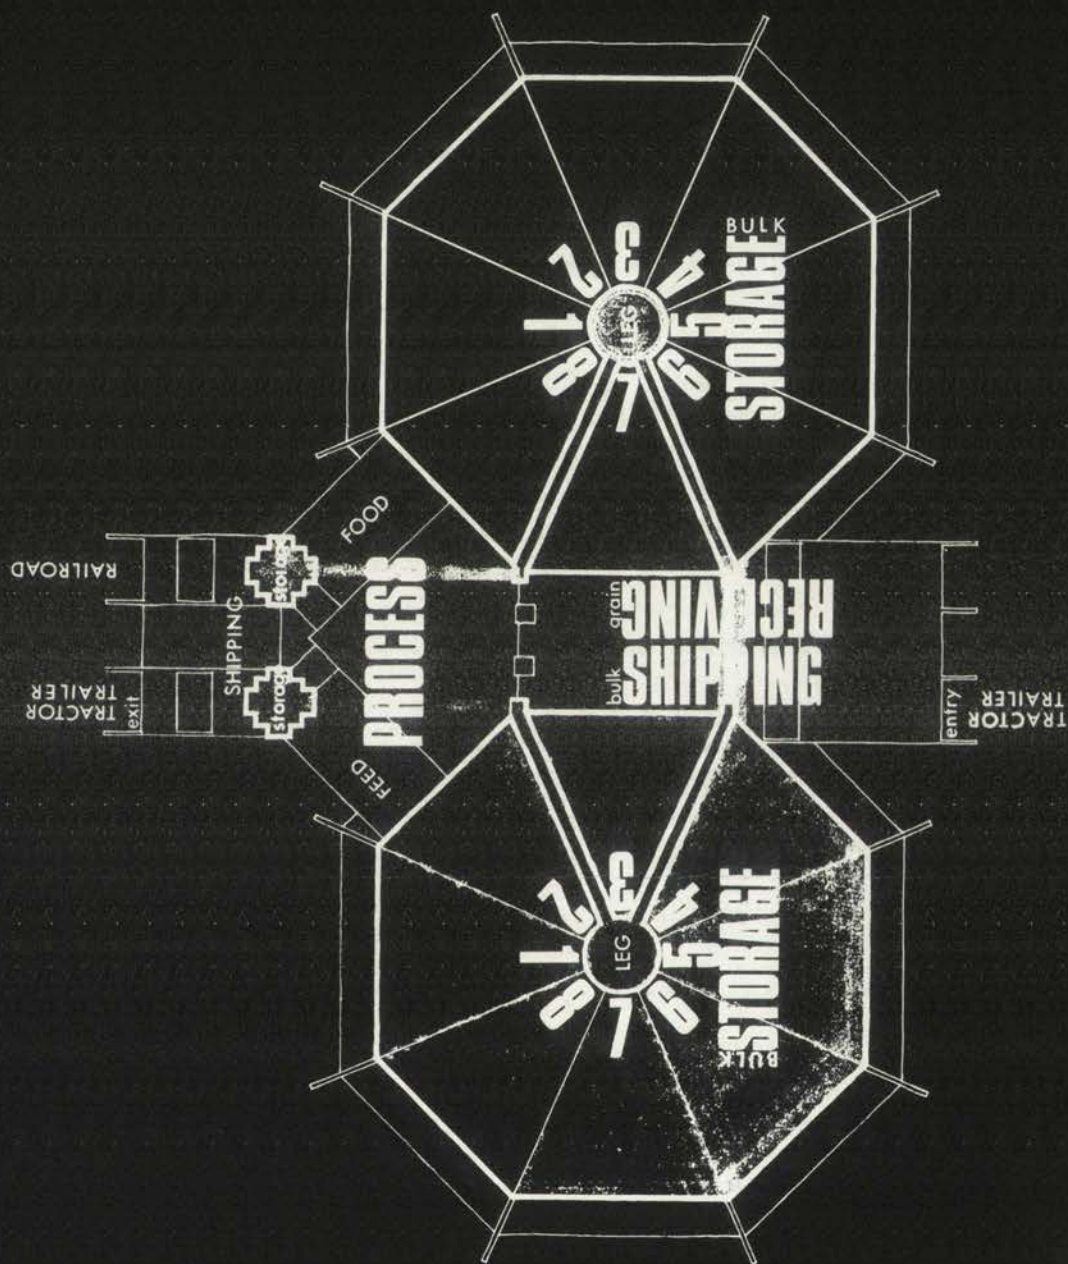 BULK
STORAGE
1
2
3
4
5
6
7
8
LEG
FOOD
RAILROAD
storage
SHIPPING
PROCESS
grain
RECEIVING
bulk
SHIPPING
TRACTOR
TRAILER
exit
storage
entry
TRACTOR
TRAILER
FEED
1
2
3
4
5
6
7
8
LEG
STORAGE
BULK